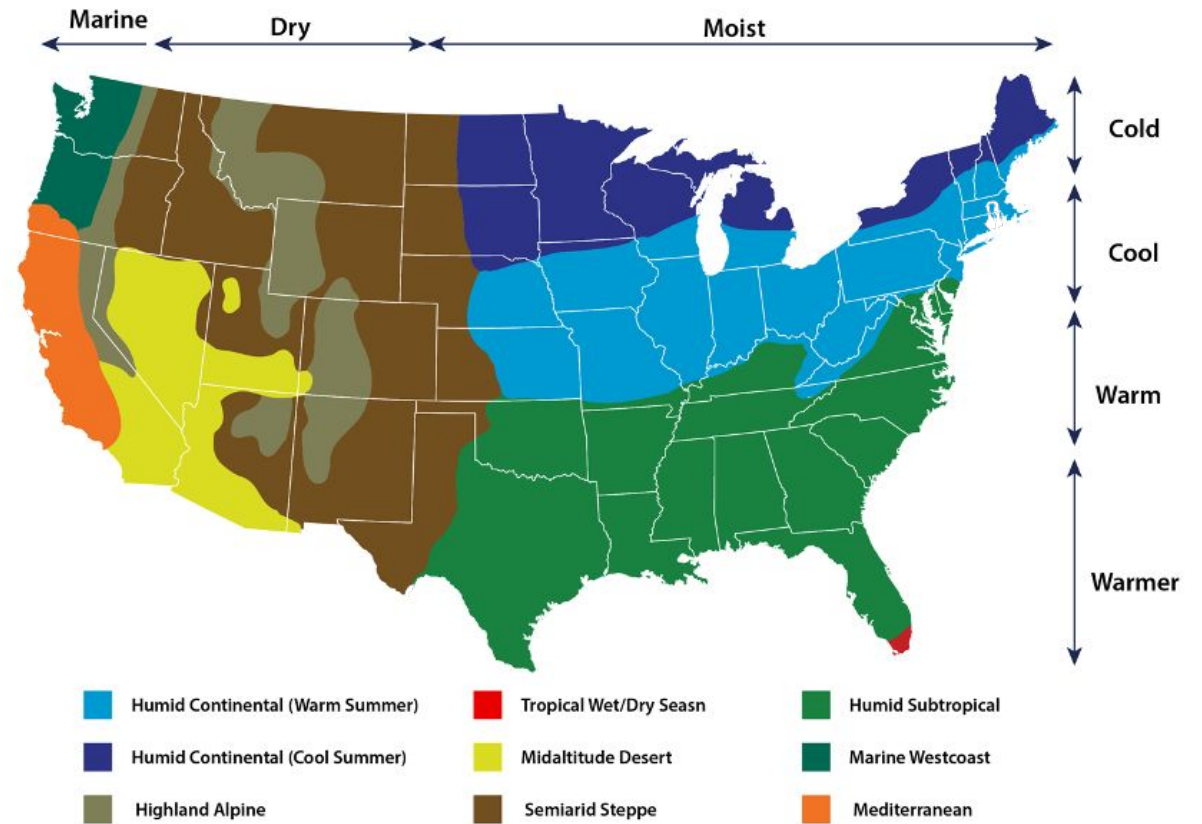 Marine
Dry
Moist
Cold
Cool
Warm
Warmer
Humid Continental (Warm Summer)
Tropical Wet/Dry Seasn
Humid Subtropical
Humid Continental (Cool Summer)
Midaltitude Desert
Marine Westcoast
Highland Alpine
Semiarid Steppe
Mediterranean